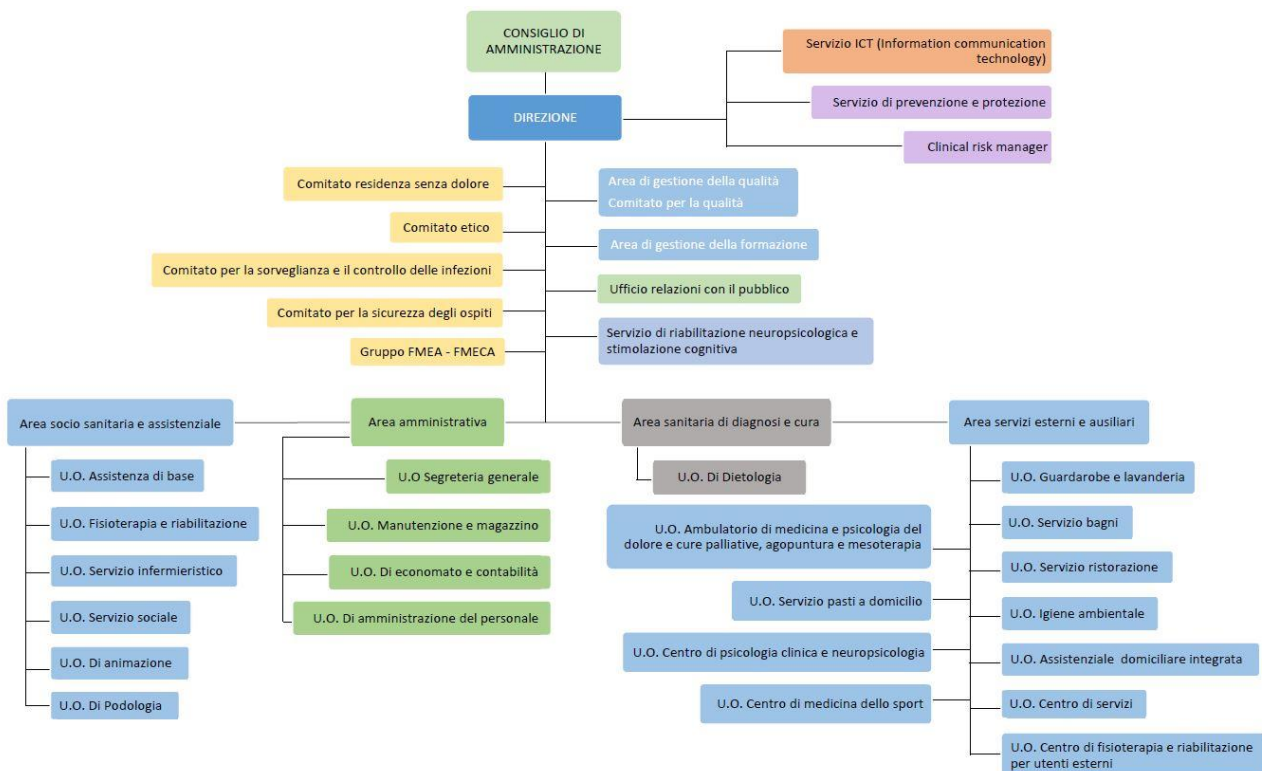 CONSIGLIO DI
AMMINISTRAZIONE
Servizio ICT (Information communication
technology)
DIREZIONE
Servizio di prevenzione e protezione
Clinical risk manager
Comitato residenza senza dolore
Area di gestione della qualità
Comitato per la qualità
Comitato etico
Area di gestione della formazione
Comitato per la sorveglianza e il controllo delle infezioni
Ufficio relazioni con il pubblico
Comitato per la sicurezza degli ospiti
Servizio di riabilitazione neuropsicologica e
stimolazione cognitiva
Gruppo FMEA - FMECA
Area socio sanitaria e assistenziale
U.O. Assistenza di base
U.O. Fisioterapia e riabilitazione
U.O. Servizio infermieristico
U.O. Servizio sociale
U.O. Di animazione
U.O. Di Podologia
Area amministrativa
U.O Segreteria generale
U.O. Manutenzione e magazzino
U.O. Di economato e contabilità
U.O. Di amministrazione del personale
Area sanitaria di diagnosi e cura
U.O. Di Dietologia
Area servizi esterni e ausiliari
U.O. Ambulatorio di medicina e psicologia del
dolore e cure palliative, agopuntura e mesoterapia
U.O. Servizio pasti a domicilio
U.O. Centro di psicologia clinica e neuropsicologia
U.O. Centro di medicina dello sport
U.O. Guardarobe e lavanderia
U.O. Servizio bagni
U.O. Servizio ristorazione
U.O. Igiene ambientale
U.O. Assistenziale domiciliare integrata
U.O. Centro di servizi
U.O. Centro di fisioterapia e riabilitazione
per utenti esterni